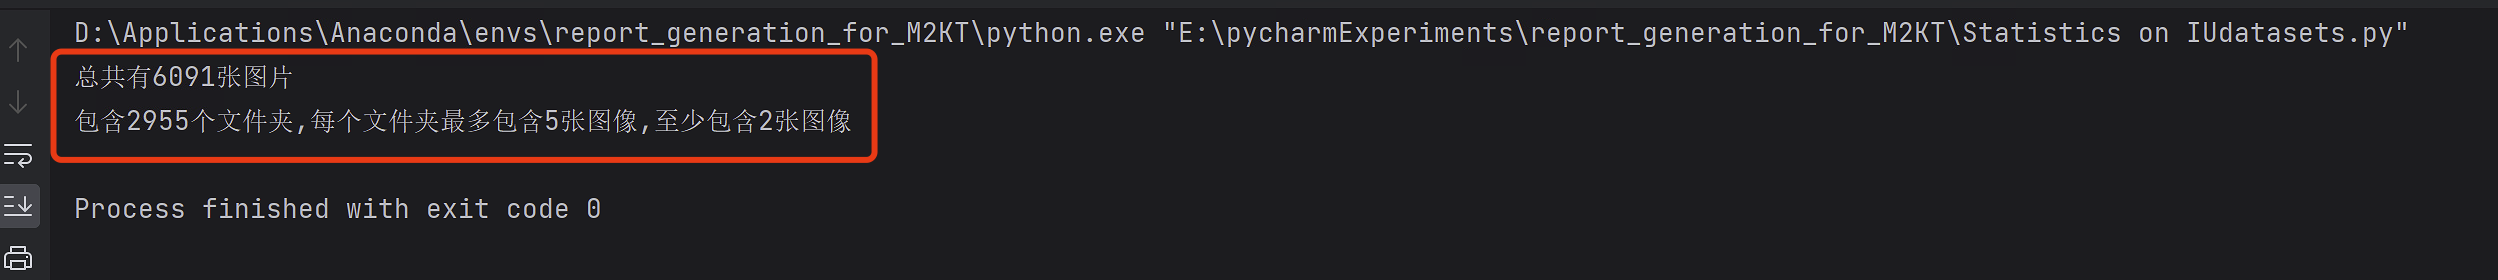 D:\Applications\Anaconda\envs\report_generation_for_M2KT\python.exe "E:\pycharmExperiments\report_generation_for_M2KT\Statistics on IUdatasets.py"
总共有6091张图片
包含2955个文件夹,每个文件夹最多包含5张图像,至少包含2张图像
Process finished with exit code 0